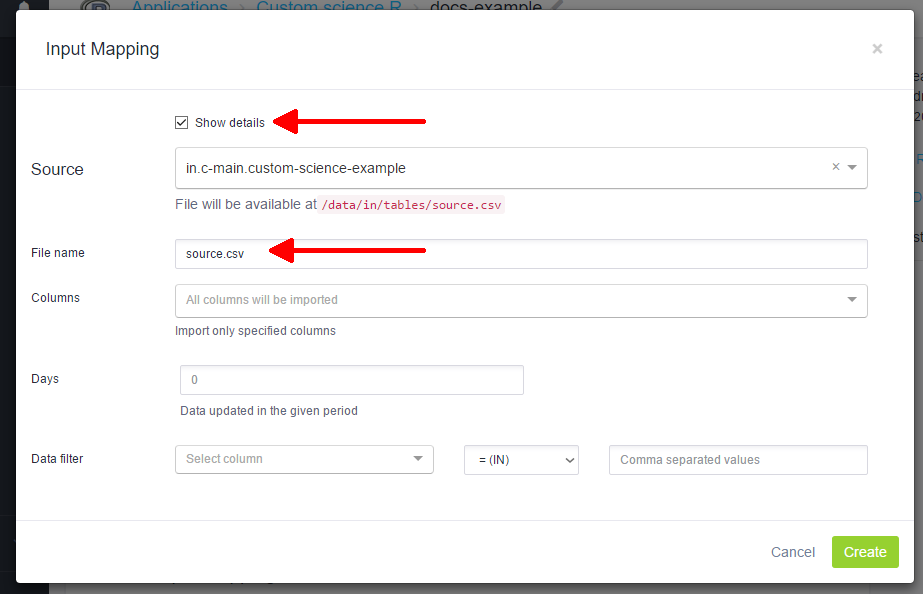 Applications Custom science R docs-example
Input Mapping
×
Show details
Source
in.c-main.custom-science-example
×
File will be available at /data/in/tables/source.csv
File name
source.csv
Columns
All columns will be imported
Import only specified columns
Days
0
Data updated in the given period
Data filter
Select column
= (IN)
Comma separated values
Cancel
Create